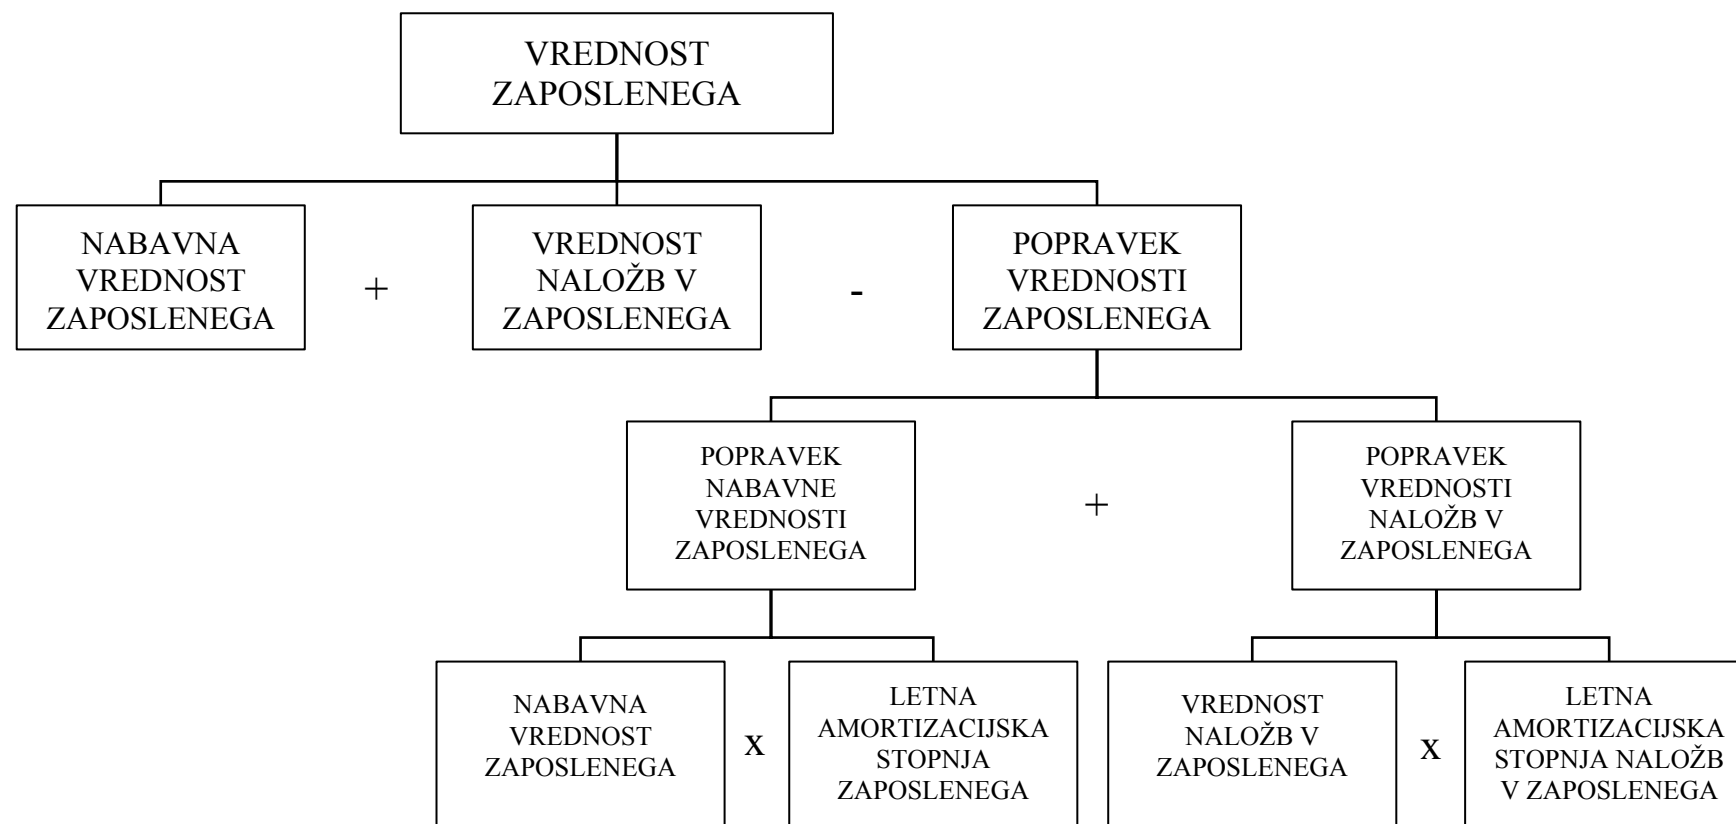 VREDNOST
ZAPOSLENEGA
NABAVNA
VREDNOST
ZAPOSLENEGA
+
VREDNOST
NALOŽB V
ZAPOSLENEGA
-
POPRAVEK
VREDNOSTI
ZAPOSLENEGA
POPRAVEK
NABAVNE
VREDNOSTI
ZAPOSLENEGA
+
POPRAVEK
VREDNOSTI
NALOŽB V
ZAPOSLENEGA
NABAVNA
VREDNOST
ZAPOSLENEGA
x
LETNA
AMORTIZACIJSKA
STOPNJA
ZAPOSLENEGA
VREDNOST
NALOŽB V
ZAPOSLENEGA
x
LETNA
AMORTIZACIJSKA
STOPNJA NALOŽB
V ZAPOSLENEGA